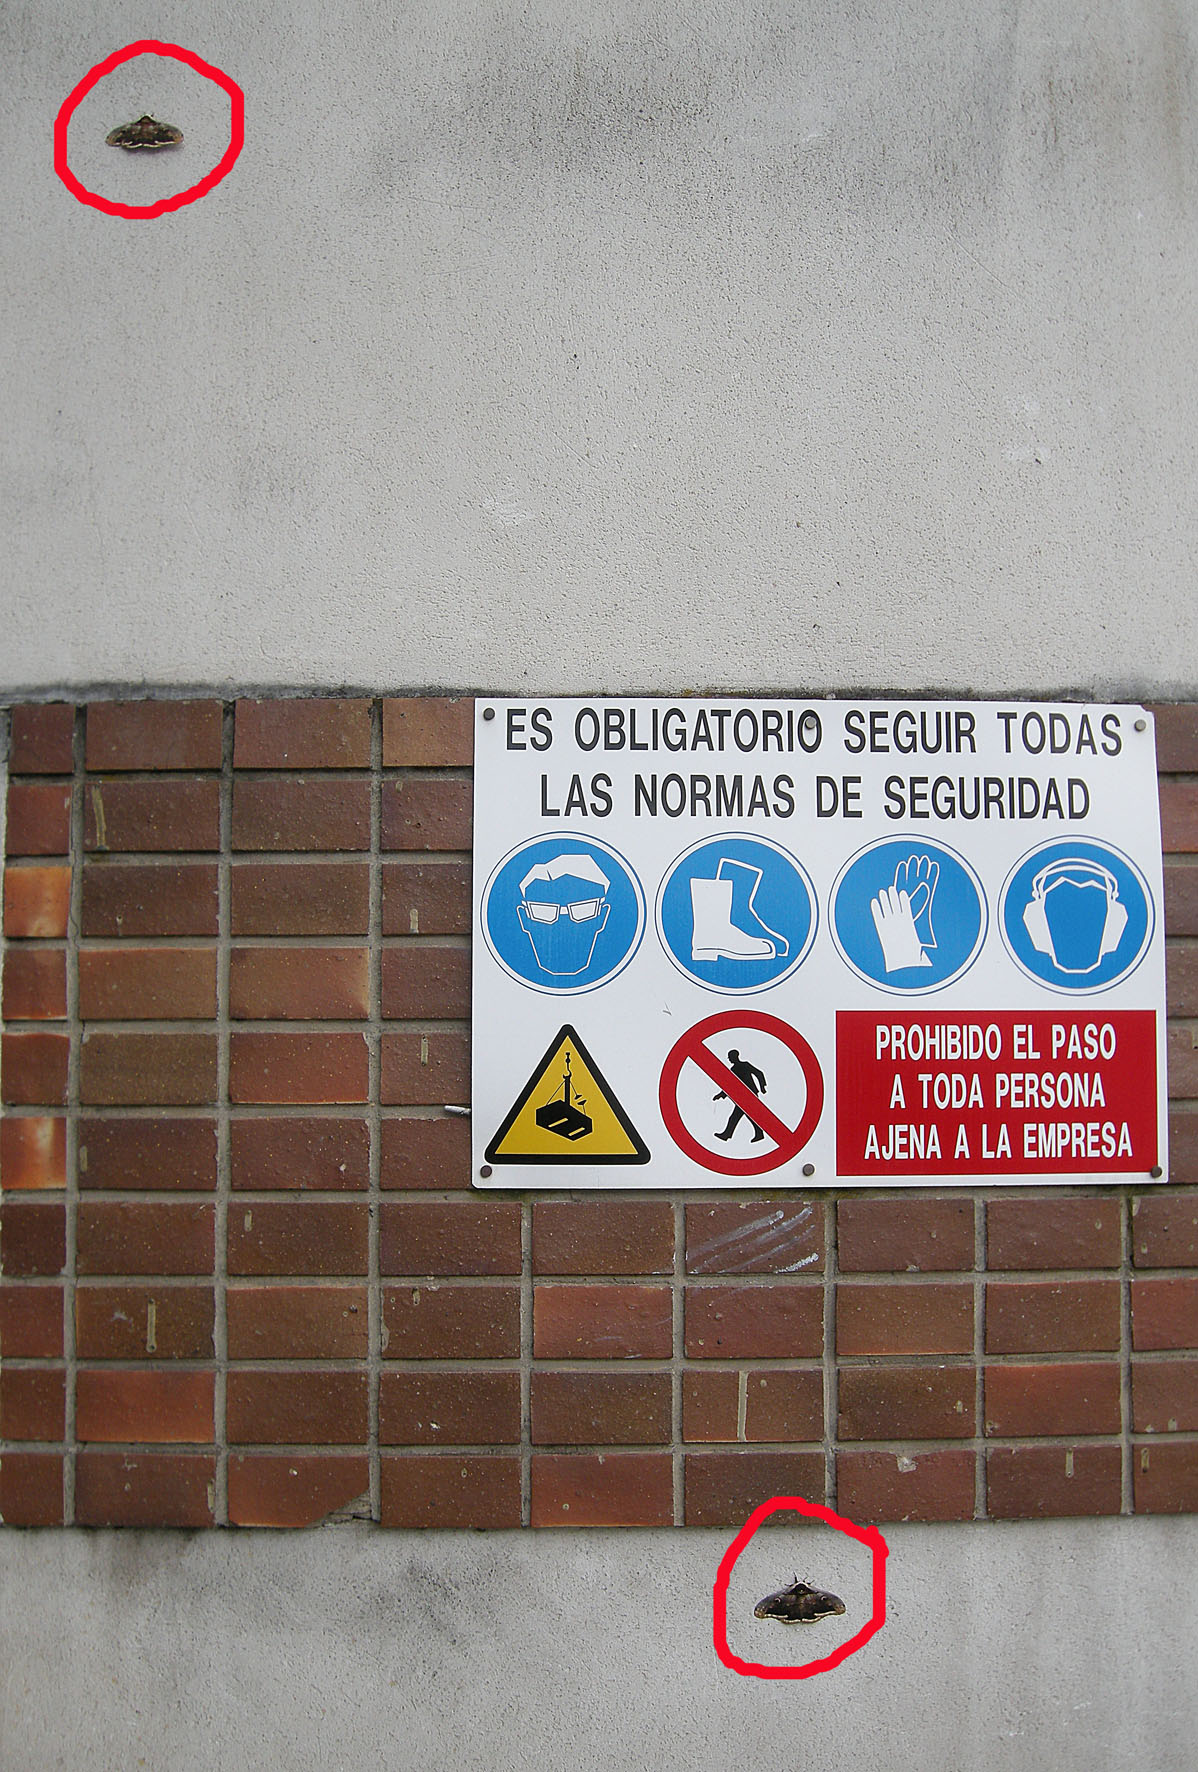 ES OBLIGATORIO SEGUIR TODAS
LAS NORMAS DE SEGURIDAD
PROHIBIDO EL PASO
A TODA PERSONA
AJENA A LA EMPRESA